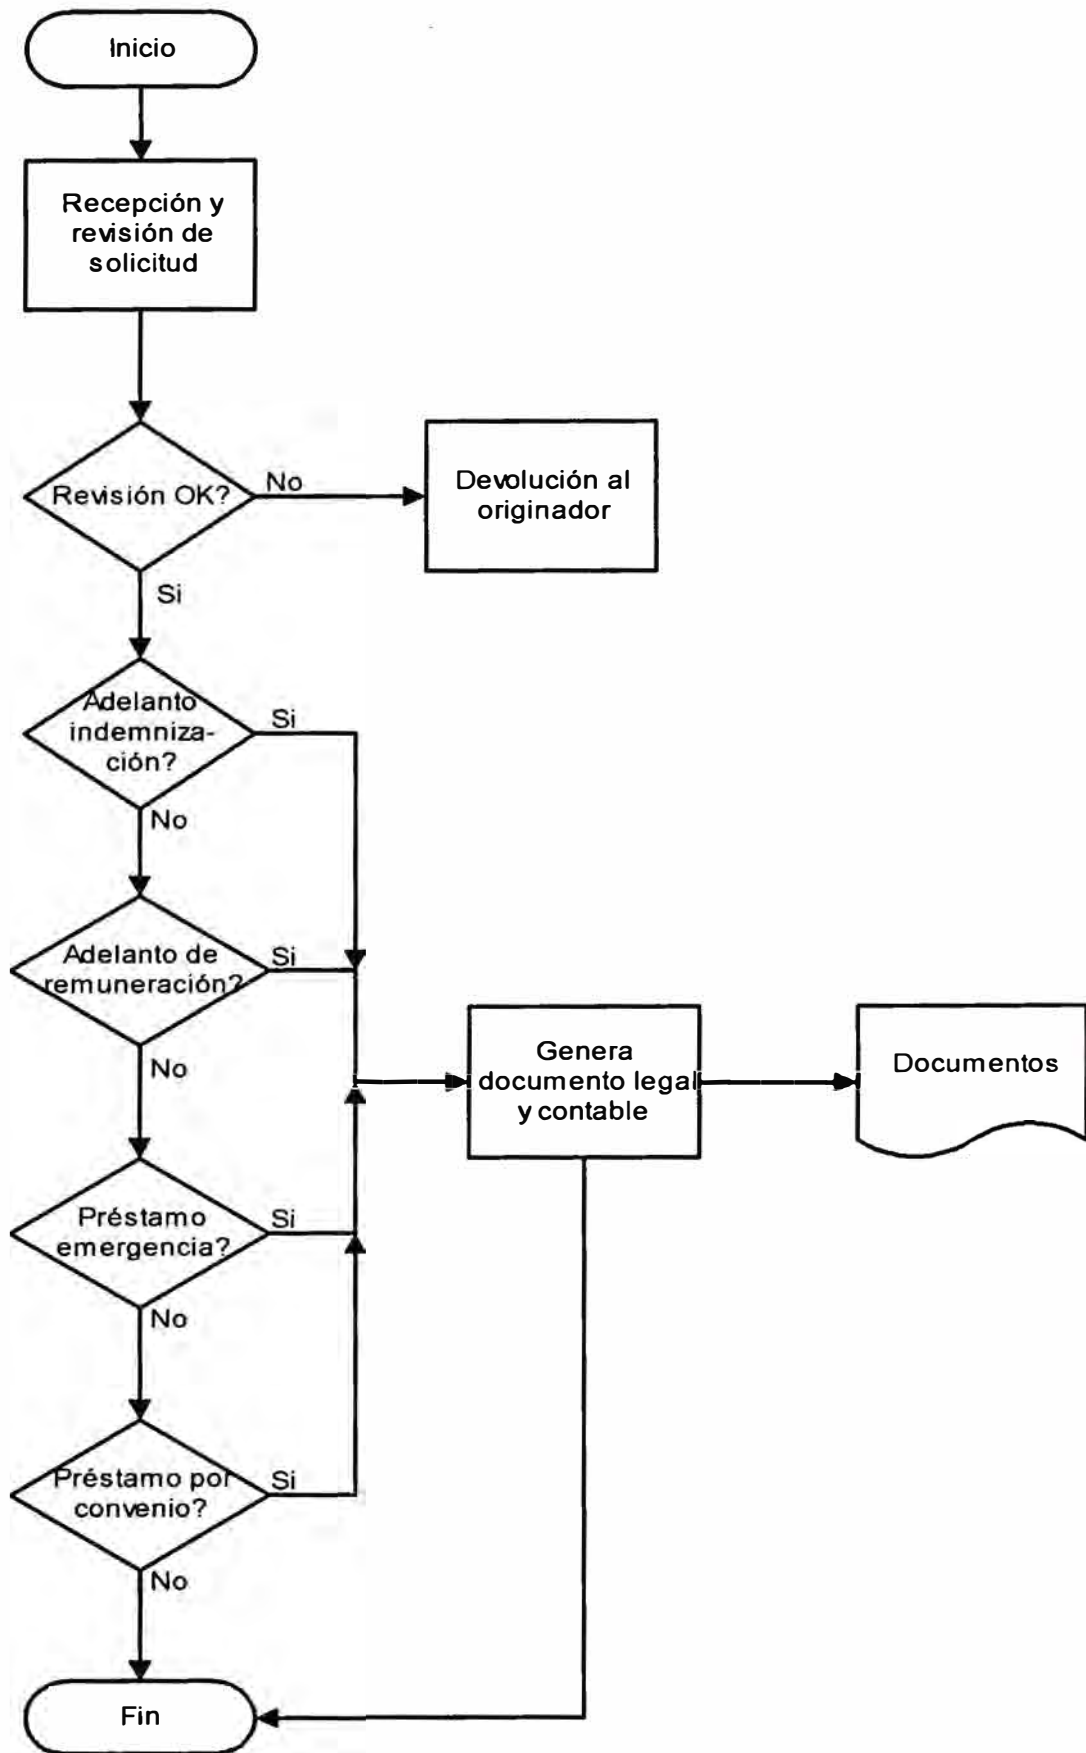 Inicio
Recepción y
revisión de
solicitud
Revisión OK?
No
Devolución al
originador
Si
Adelanto
indemniza-
ción?
Si
No
Adelanto de
remuneración?
Si
No
Genera
documento legal
y contable
Documentos
Préstamo
emergencia?
Si
No
Préstamo por
convenio?
Si
No
Fin